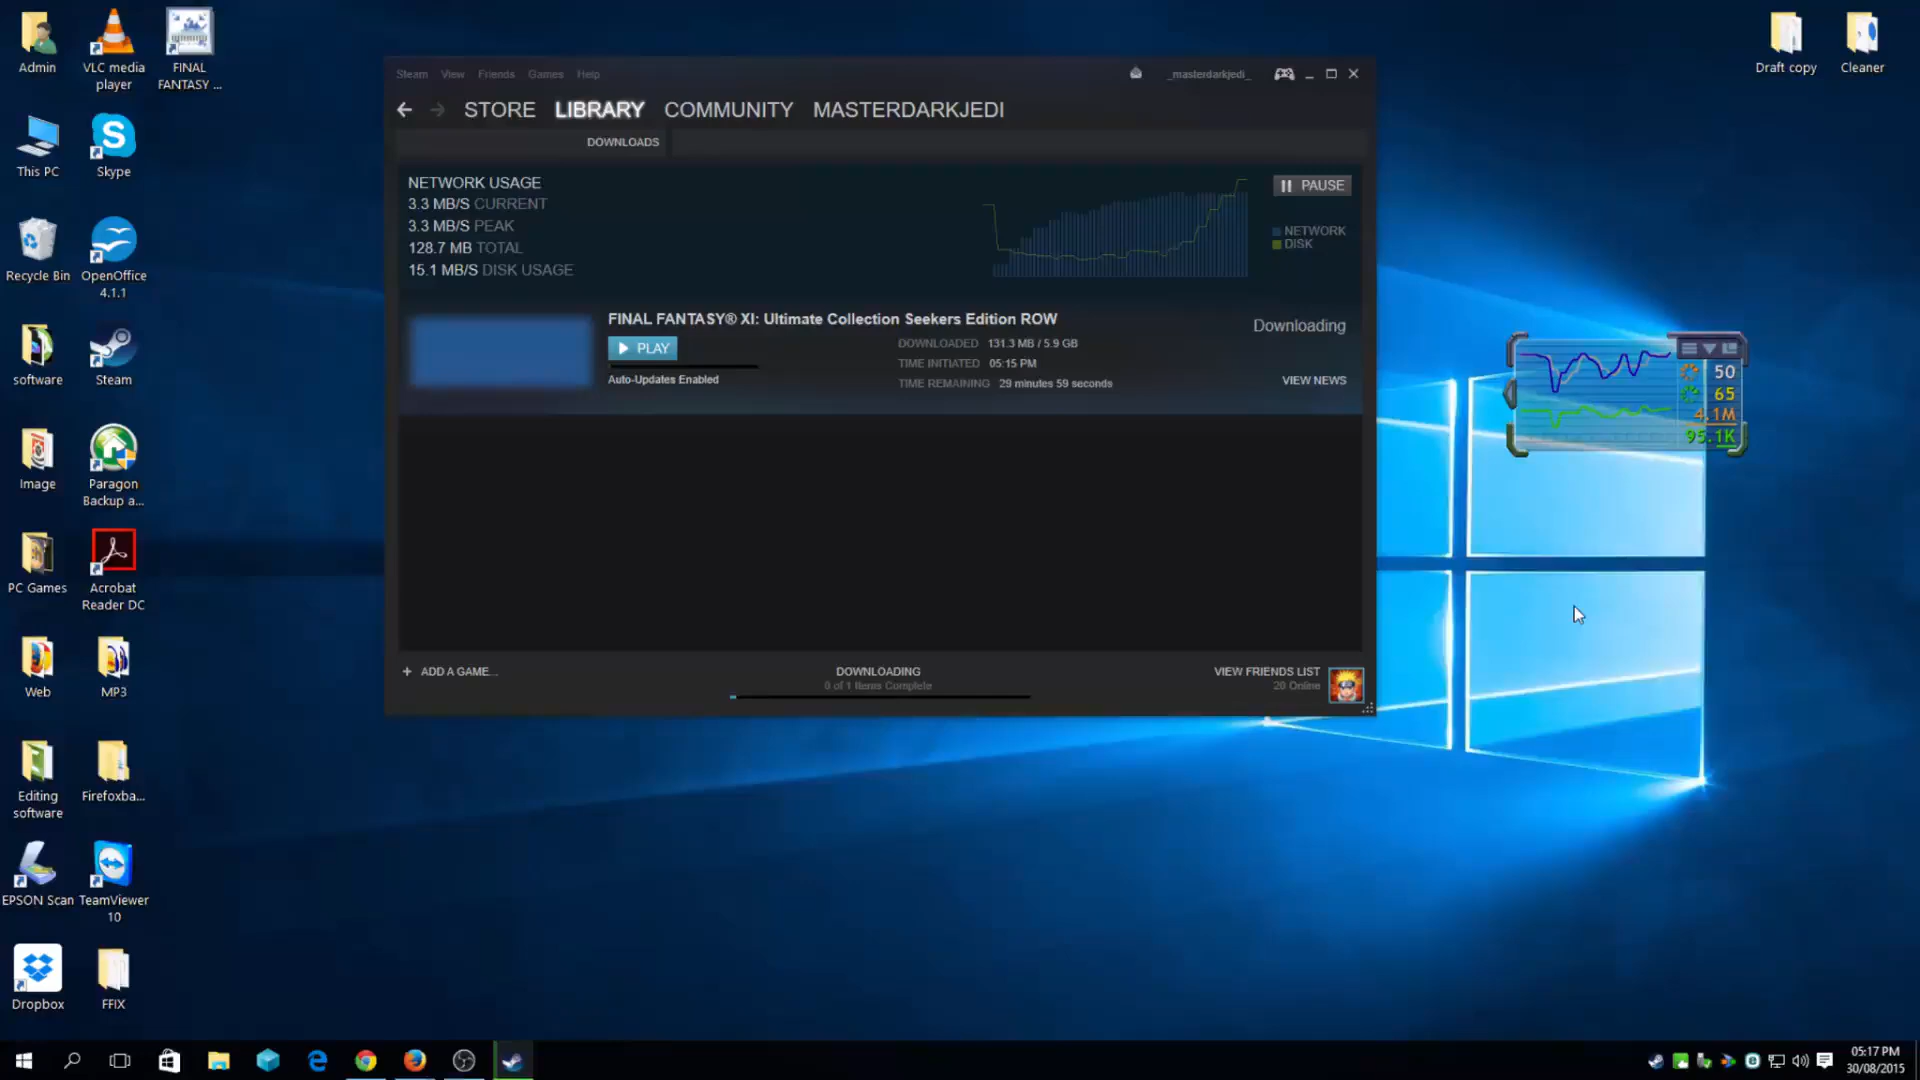 Admin
VLC media
player
FINAL
FANTASY ...
This PC
Skype
Recycle Bin
OpenOffice
4.1.1
software
Steam
Image
Paragon
Backup a...
PC Games
Acrobat
Reader DC
Web
MP3
Editing
software
Firefoxba...
EPSON Scan
TeamViewer
10
Dropbox
FFIX
Draft copy
Cleaner
Steam View Friends Games Help
_masterdarkjedi_
STORE LIBRARY COMMUNITY MASTERDARKJEDI
DOWNLOADS
NETWORK USAGE
3.3 MB/S CURRENT
3.3 MB/S PEAK
128.7 MB TOTAL
15.1 MB/S DISK USAGE
PAUSE
NETWORK
DISK
FINAL FANTASY® XI: Ultimate Collection Seekers Edition ROW
PLAY
Auto-Updates Enabled
DOWNLOADED 131.3 MB / 5.9 GB
TIME INITIATED 05:15 PM
TIME REMAINING 29 minutes 59 seconds
Downloading
VIEW NEWS
+ ADD A GAME...
DOWNLOADING
0 of 1 Items Complete
VIEW FRIENDS LIST
20 Online
50
65
4.1M
95.1K
05:17 PM
30/08/2015